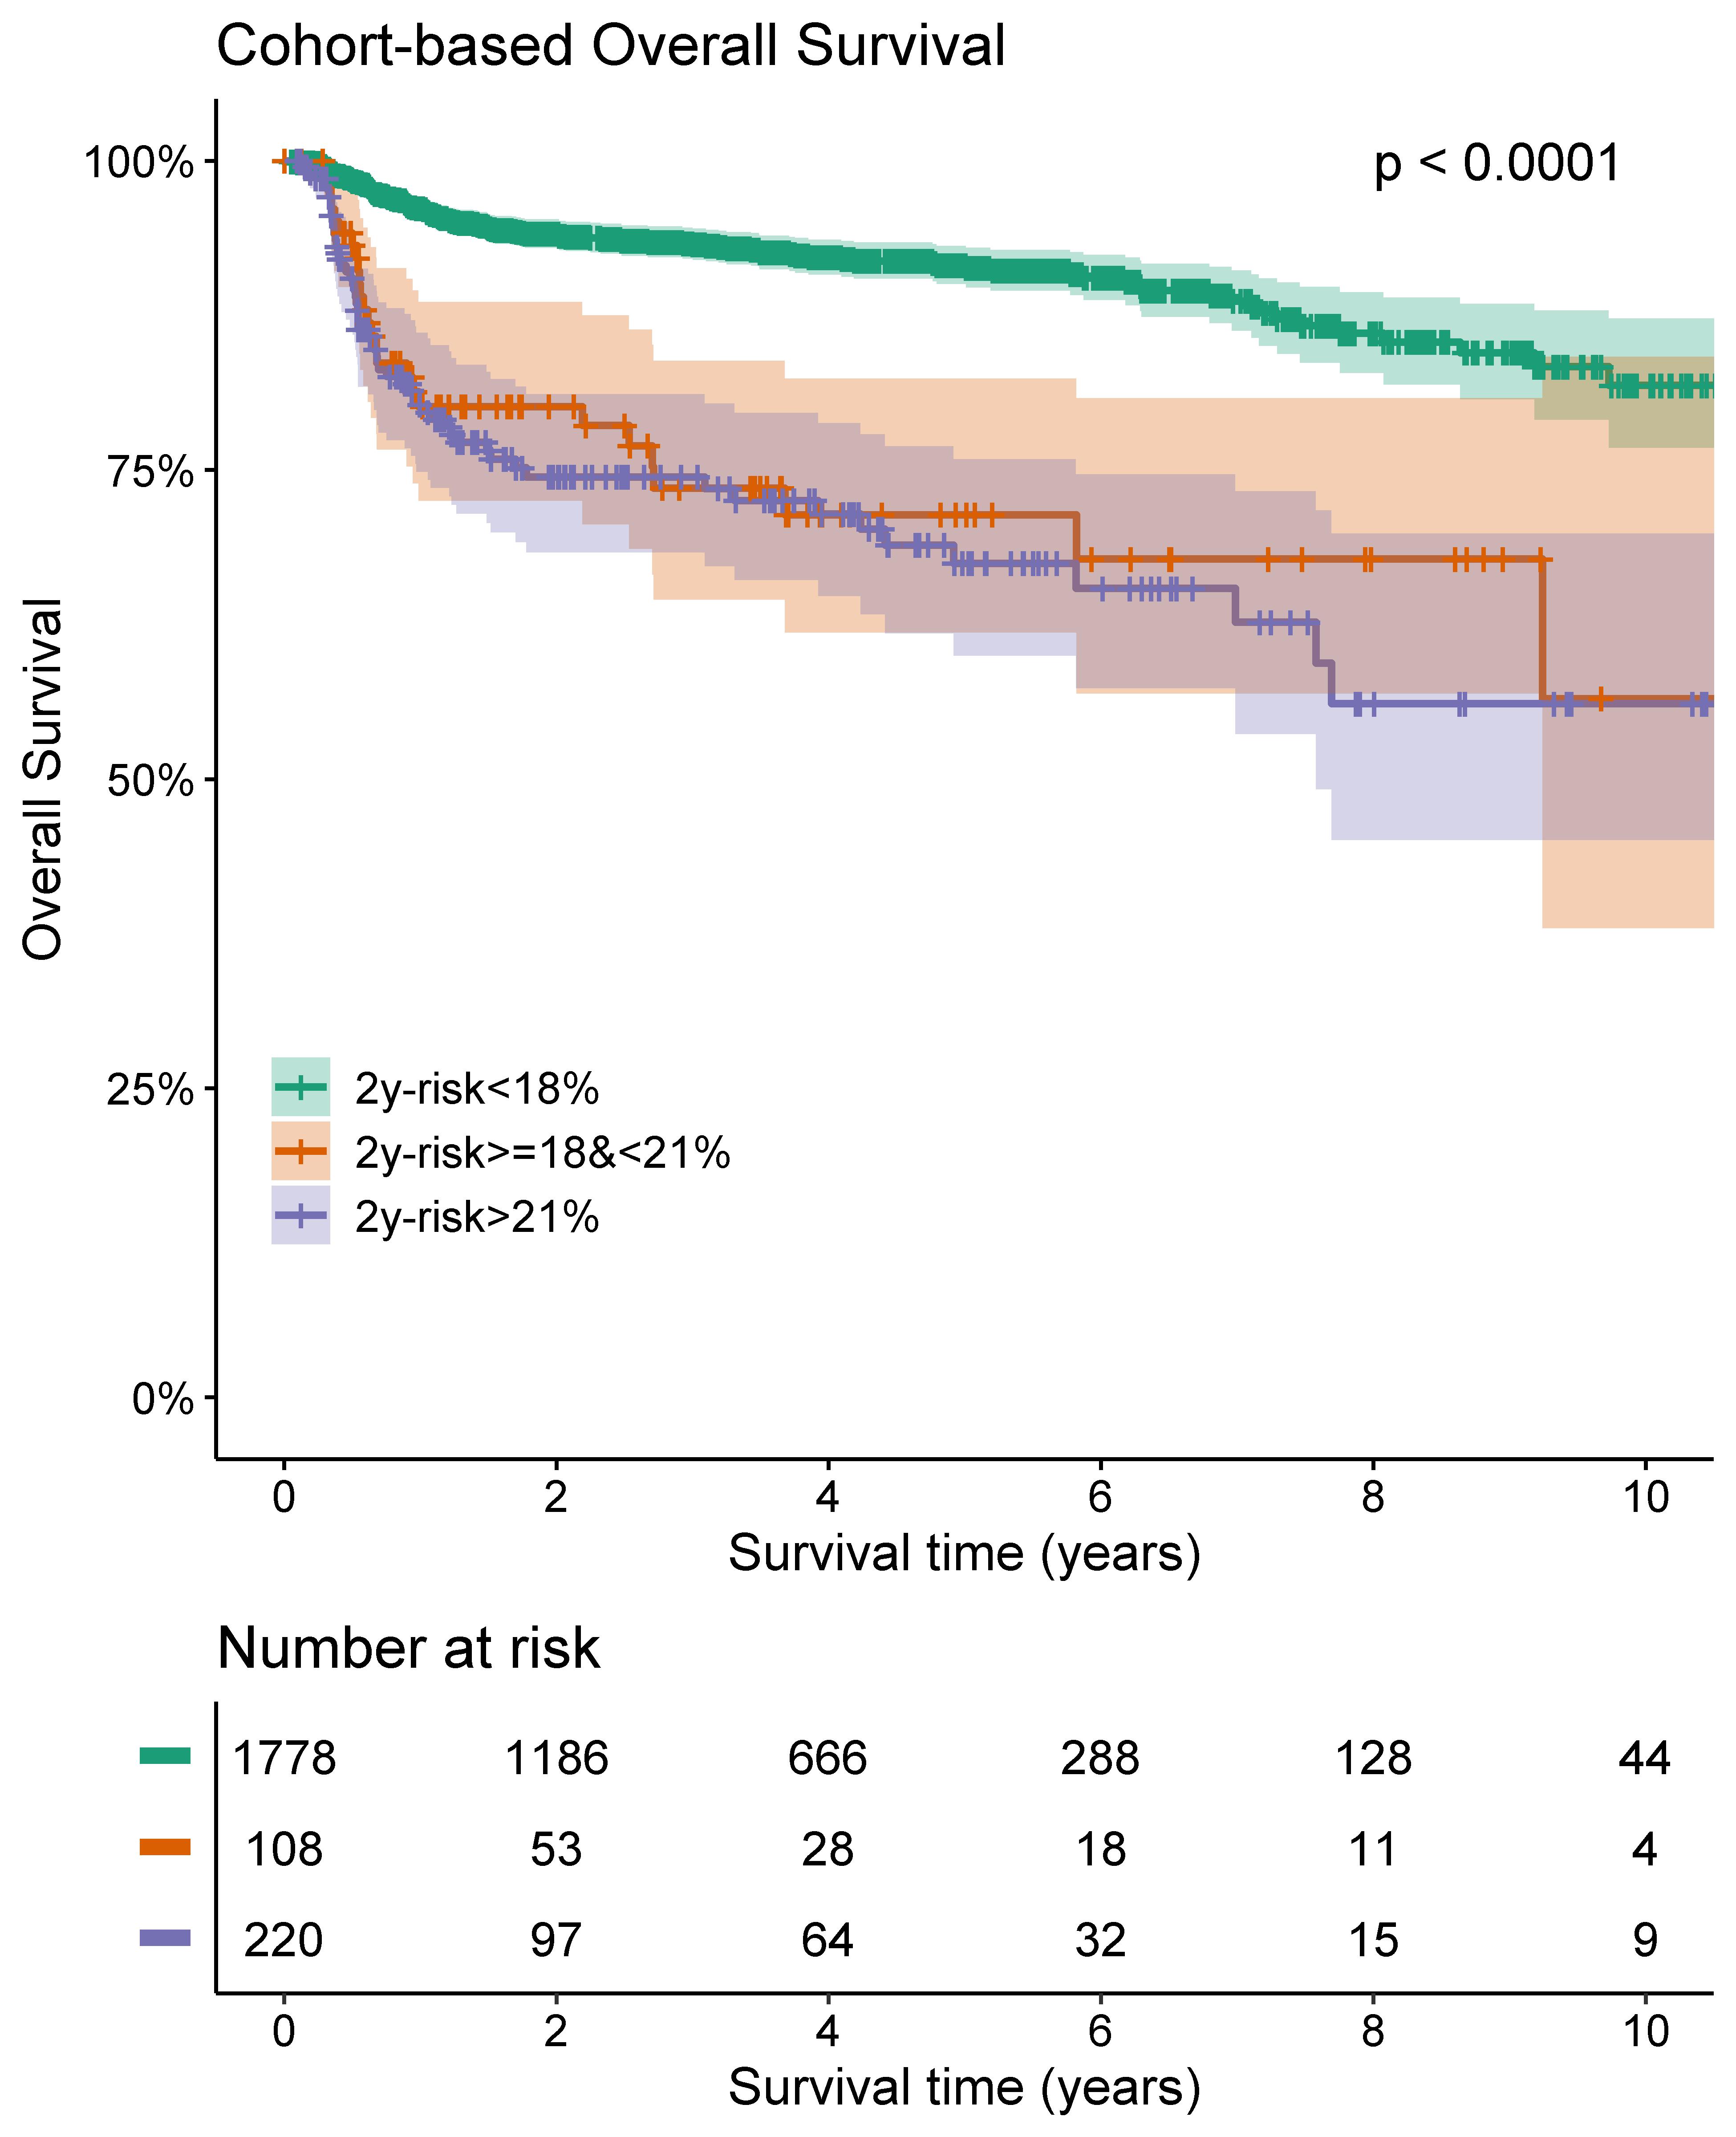 Cohort-based Overall Survival
p < 0.0001
100%
75%
50%
25%
0%
Overall Survival
2y-risk<18%
2y-risk>=18&<21%
2y-risk>21%
0 2 4 6 8 10
Survival time (years)
Number at risk
1778 1186 666 288 128 44
108 53 28 18 11 4
220 97 64 32 15 9
0 2 4 6 8 10
Survival time (years)